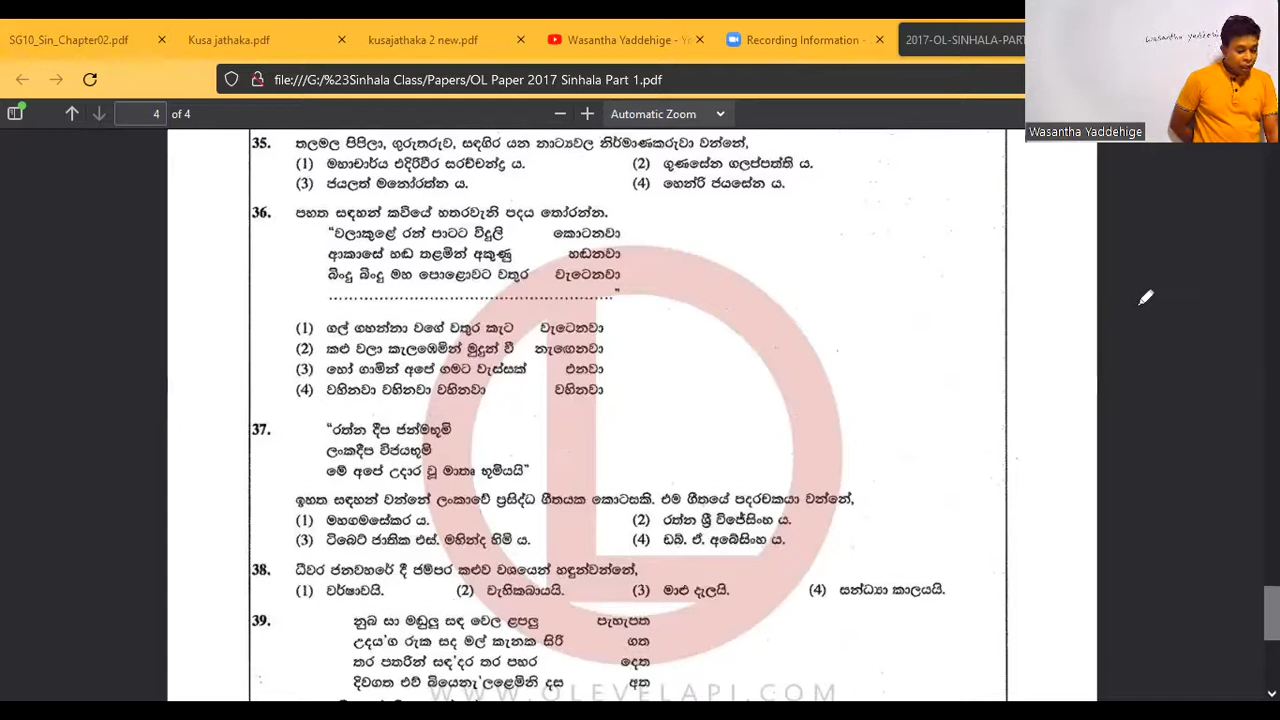 SG10_Sin_Chapter02.pdf
Kusa jathaka.pdf
kusajathaka 2 new.pdf
Wasantha Yaddehige - Y
Recording Information -
2017-OL-SINHALA-PART
file:///G:/%23Sinhala Class/Papers/OL Paper 2017 Sinhala Part 1.pdf
4 of 4
Automatic Zoom
Wasantha Yaddehige
35. තලමල පිපිලා, ගුරුතරුව, සඳගිර යන නාට්‍යවල නිර්මාණකරුවා වන්නේ,
(1) මහාචාර්ය එදිරිවීර සරච්චන්ද්‍ර ය. (2) ගුණසේන ගලප්පත්ති ය.
(3) ජයලත් මනෝරත්න ය. (4) හෙන්රි ජයසේන ය.
36. පහත සඳහන් කවියේ හතරවැනි පදය තෝරන්න.
“වලාකුළේ රන් පාටට විදුලි කොටනවා
ආකාසේ හඬ තළමින් අකුණු හඬනවා
බිංදු බිංදු මහ පොළොවට වතුර වැටෙනවා
......................................................”
(1) ගල් ගහන්නා වගේ වතුර කැට වැටෙනවා
(2) කළු වලා කැලඹෙමින් මුදුන් වී නැඟෙනවා
(3) හෝ ගාමින් අපේ ගමට වැස්සක් එනවා
(4) වහිනවා වහිනවා වහිනවා වහිනවා
37. “රත්න දීප ජන්මභූමි
ලංකදීප විජයභූමි
මේ අපේ උදාර වූ මාතෘ භූමියයි”
ඉහත සඳහන් වන්නේ ලංකාවේ ප්‍රසිද්ධ ගීතයක කොටසකි. එම ගීතයේ පදරචකයා වන්නේ,
(1) මහගමසේකර ය. (2) රත්න ශ්‍රී විජේසිංහ ය.
(3) ටිබෙට් ජාතික එස්. මහින්ද හිමි ය. (4) ඩබ්. ඒ. අබේසිංහ ය.
38. ධීවර ජනවහරේ දී ජම්පර කළුව වශයෙන් හඳුන්වන්නේ,
(1) වර්ෂාවයි. (2) වැහිකබායයි. (3) මාළු දැලයි. (4) සන්ධ්‍යා කාලයයි.
39. නුබ සා මඬුලු සඳ වෙල ළපලු පැහැපත
උදය'ග රුක සද මල් කැනක සිරි ගත
තර පතරින් සඳ'දර තර පහර දෙත
දිවගත එව් බියෙනැ'ලළෙමිනි දස අත
WWW.OLEVELAPI.COM